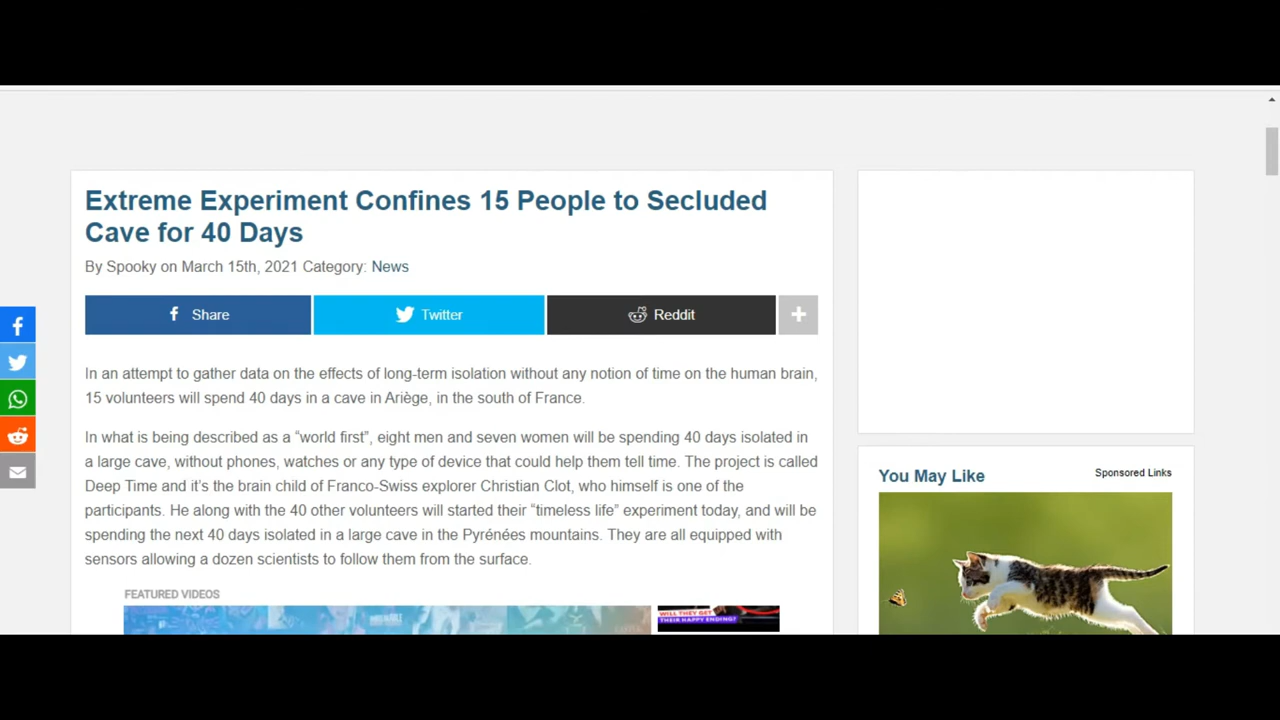 Extreme Experiment Confines 15 People to Secluded
Cave for 40 Days
By Spooky on March 15th, 2021 Category: News
Share
Twitter
Reddit
In an attempt to gather data on the effects of long-term isolation without any notion of time on the human brain,
15 volunteers will spend 40 days in a cave in Ariège, in the south of France.
In what is being described as a “world first”, eight men and seven women will be spending 40 days isolated in
a large cave, without phones, watches or any type of device that could help them tell time. The project is called
Deep Time and it’s the brain child of Franco-Swiss explorer Christian Clot, who himself is one of the
participants. He along with the 40 other volunteers will started their “timeless life” experiment today, and will be
spending the next 40 days isolated in a large cave in the Pyrénées mountains. They are all equipped with
sensors allowing a dozen scientists to follow them from the surface.
FEATURED VIDEOS
WILL THEY GET
THEIR HAPPY ENDING?
You May Like
Sponsored Links